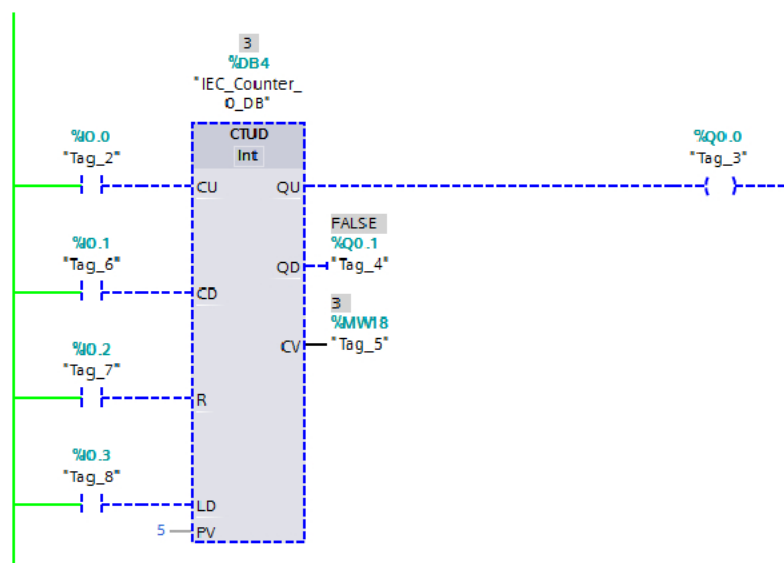 3
%DB4
"IEC_Counter_
0_DB"
CTUD
Int
%I0.0
"Tag_2"
CU
QU
%Q0.0
"Tag_3"
FALSE
%Q0.1
QD
"Tag_4"
%I0.1
"Tag_6"
CD
3
%MW18
CV
"Tag_5"
%I0.2
"Tag_7"
R
%I0.3
"Tag_8"
LD
5
PV